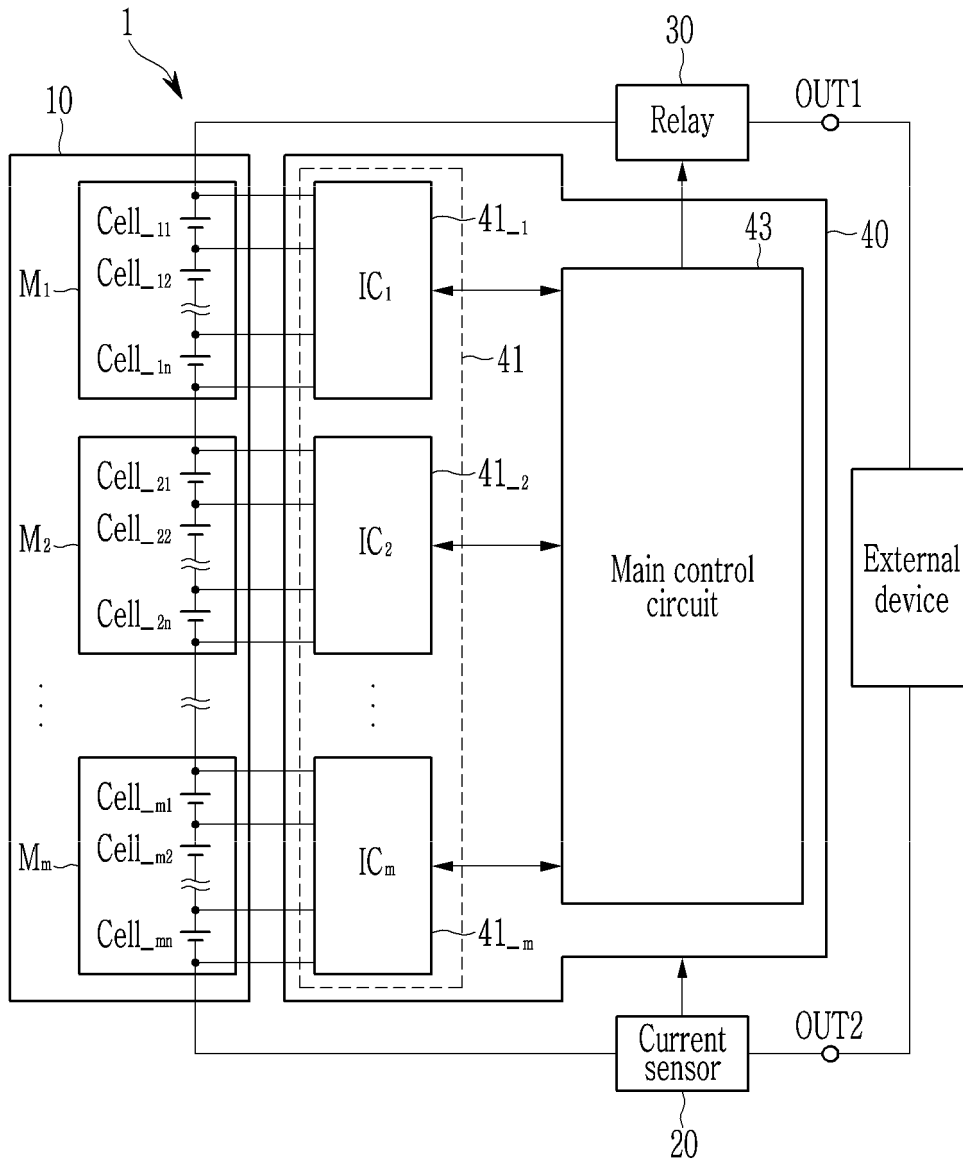 1
30
10
Relay
OUT1
Cell_11
Cell_12
Cell_1n
M1
IC1
41_1
43
40
41
Cell_21
Cell_22
Cell_2n
M2
IC2
41_2
Main control
circuit
External
device
Cell_m1
Cell_m2
Cell_mn
Mm
ICm
41_m
Current
sensor
OUT2
20